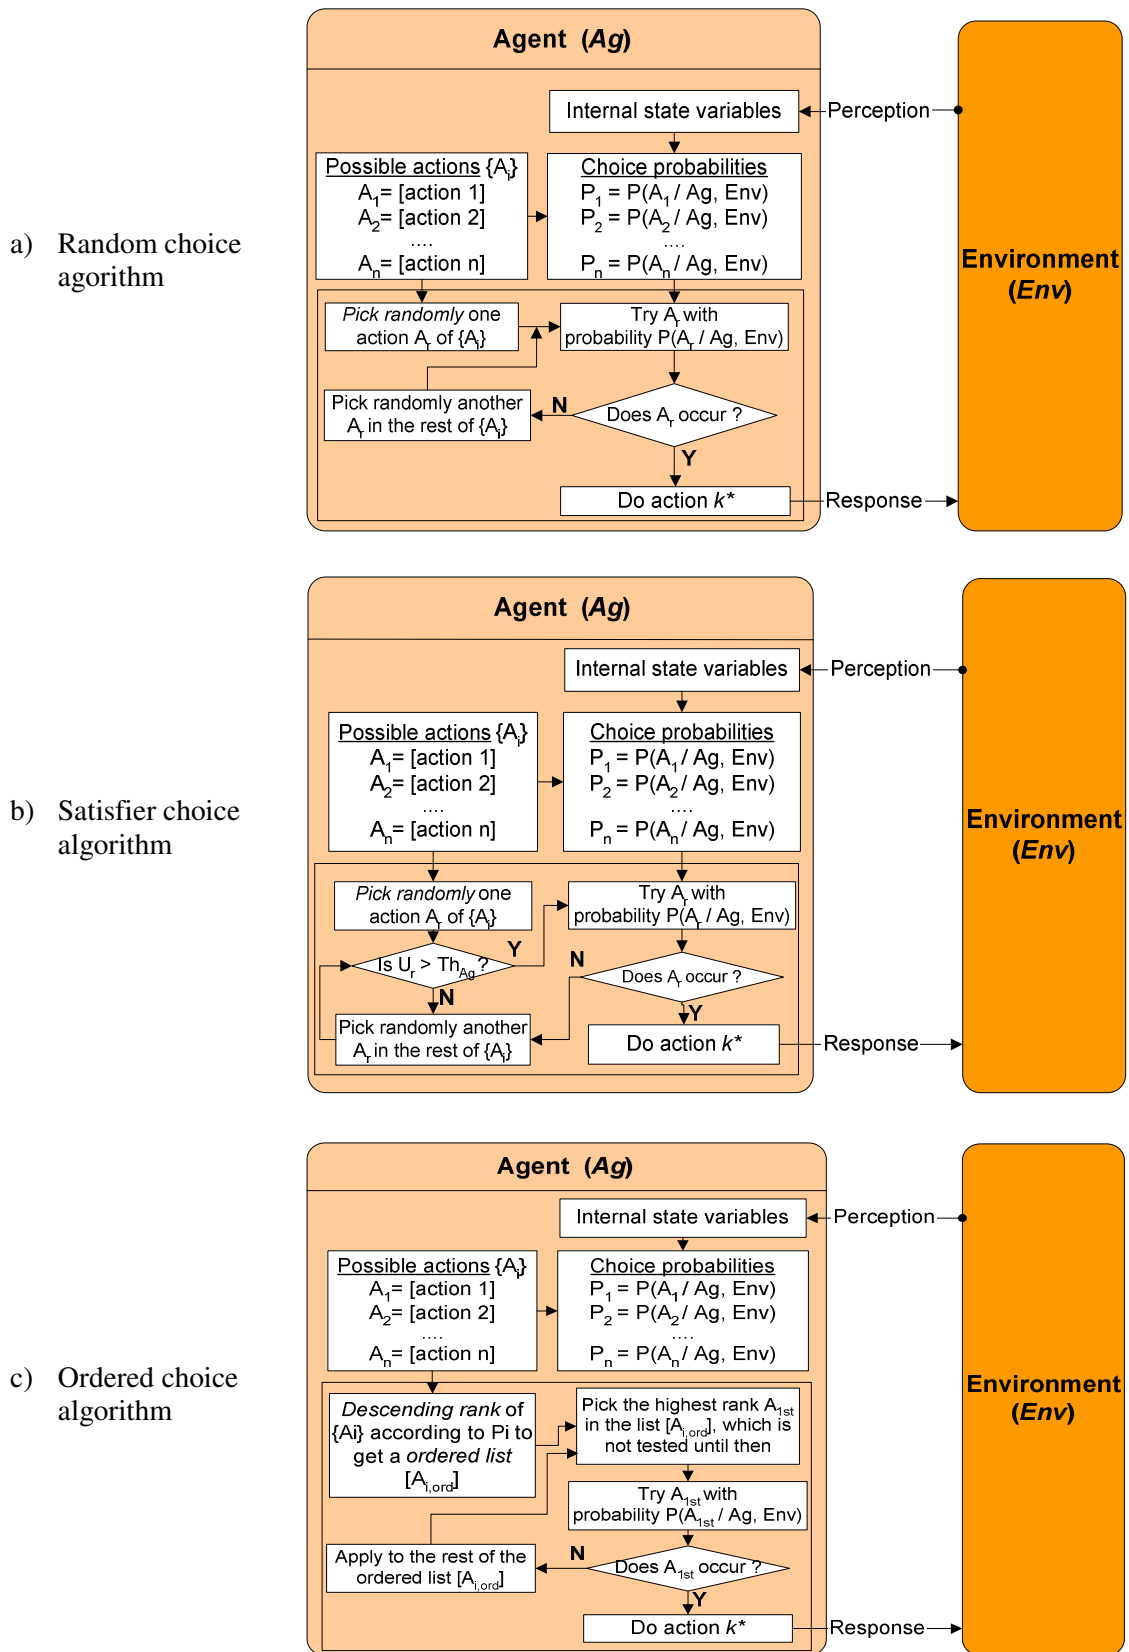 a) Random choice
agorithm
Agent (Ag)
Internal state variables
Perception
Possible actions {Ai}
A1= [action 1]
A2= [action 2]
....
An= [action n]
Choice probabilities
P1 = P(A1 / Ag, Env)
P2 = P(A2 / Ag, Env)
....
Pn = P(An / Ag, Env)
Pick randomly one
action Ar of {Ai}
Try Ar with
probability P(Ar / Ag, Env)
Pick randomly another
Ar in the rest of {Ai}
N
Does Ar occur ?
Y
Do action k*
Response
Environment
(Env)
b) Satisfier choice
algorithm
Agent (Ag)
Internal state variables
Perception
Possible actions {Ai}
A1= [action 1]
A2= [action 2]
....
An= [action n]
Choice probabilities
P1 = P(A1 / Ag, Env)
P2 = P(A2 / Ag, Env)
....
Pn = P(An / Ag, Env)
Pick randomly one
action Ar of {Ai}
Try Ar with
probability P(Ar / Ag, Env)
Is Ur > ThAg ?
Y
N
N
Does Ar occur ?
Y
Pick randomly another
Ar in the rest of {Ai}
Do action k*
Response
Environment
(Env)
c) Ordered choice
algorithm
Agent (Ag)
Internal state variables
Perception
Possible actions {Ai}
A1= [action 1]
A2= [action 2]
....
An= [action n]
Choice probabilities
P1 = P(A1 / Ag, Env)
P2 = P(A2 / Ag, Env)
....
Pn = P(An / Ag, Env)
Descending rank of
{Ai} according to Pi to
get a ordered list
[Ai,ord]
Pick the highest rank A1st
in the list [Ai,ord], which is
not tested until then
Try A1st with
probability P(A1st / Ag, Env)
Apply to the rest of the
ordered list [Ai,ord]
N
Does A1st occur ?
Y
Do action k*
Response
Environment
(Env)